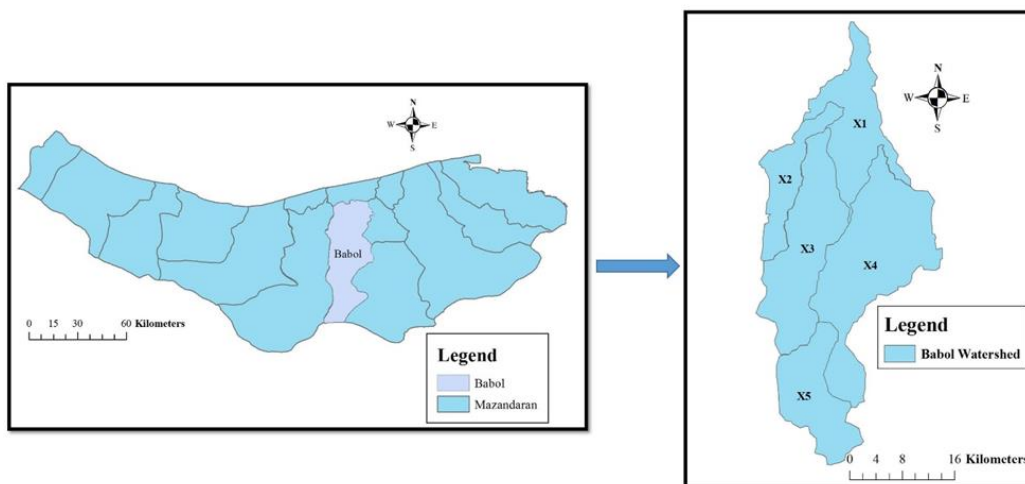 N
W E
S
Babol
0 15 30 60 Kilometers
Legend
Babol
Mazandaran
N
W E
S
X1
X2
X3
X4
X5
Legend
Babol Watershed
0 4 8 16 Kilometers